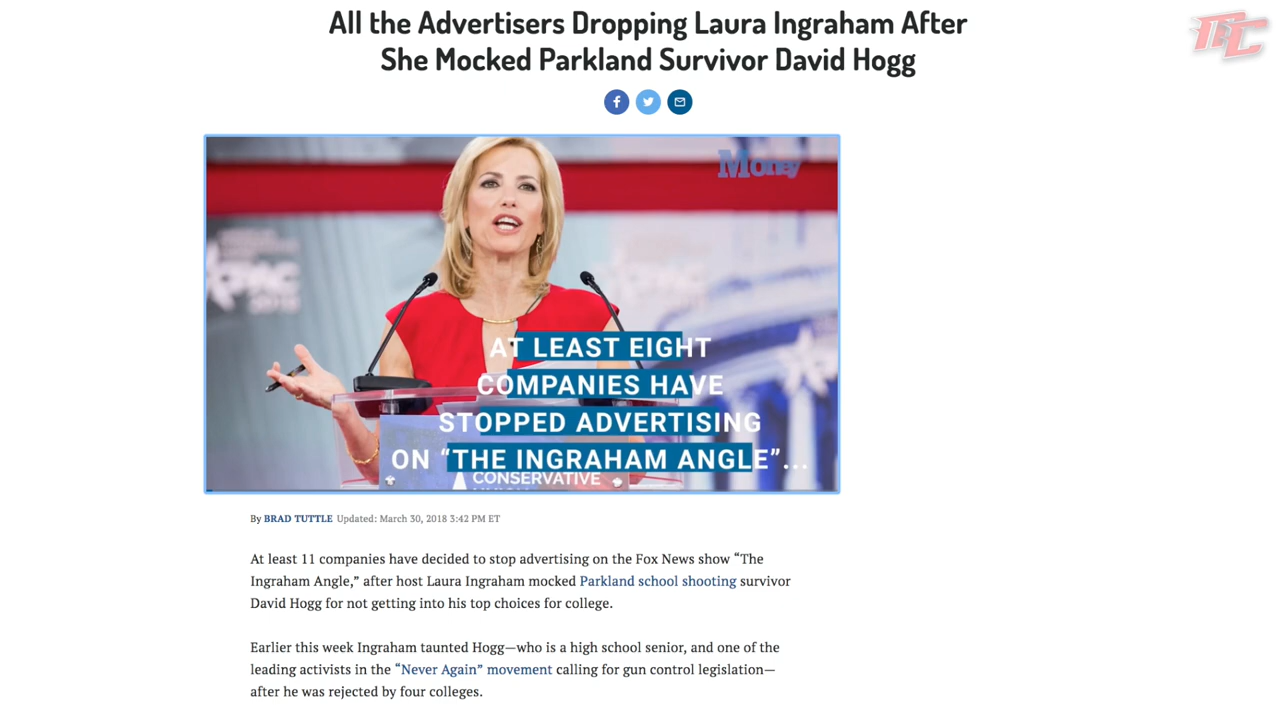 All the Advertisers Dropping Laura Ingraham After
She Mocked Parkland Survivor David Hogg
Money
CPAC
2018
AT LEAST EIGHT
COMPANIES HAVE
STOPPED ADVERTISING
ON “THE INGRAHAM ANGLE”...
CONSERVATIVE
By BRAD TUTTLE Updated: March 30, 2018 3:42 PM ET
At least 11 companies have decided to stop advertising on the Fox News show “The
Ingraham Angle,” after host Laura Ingraham mocked Parkland school shooting survivor
David Hogg for not getting into his top choices for college.
Earlier this week Ingraham taunted Hogg—who is a high school senior, and one of the
leading activists in the “Never Again” movement calling for gun control legislation—
after he was rejected by four colleges.